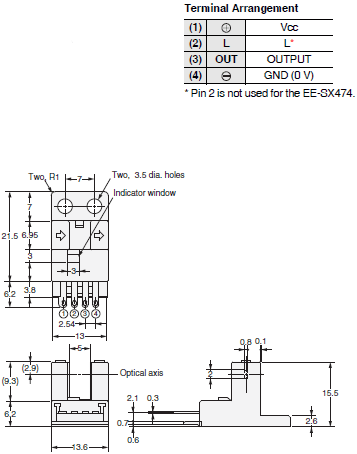 Terminal Arrangement
(1) ⊕ Vcc
(2) L L*
(3) OUT OUTPUT
(4) ⊖ GND (0 V)
* Pin 2 is not used for the EE-SX474.
Two, R1
7
Two, 3.5 dia. holes
Indicator window
7
21.5
6.95
3
3
6.2
3.8
① ② ③ ④
2.54
13
5
(2.9)
(9.3)
Optical axis
6.2
13.6
0.8 0.1
2
2.1 0.3
15.5
0.7
2.6
0.6